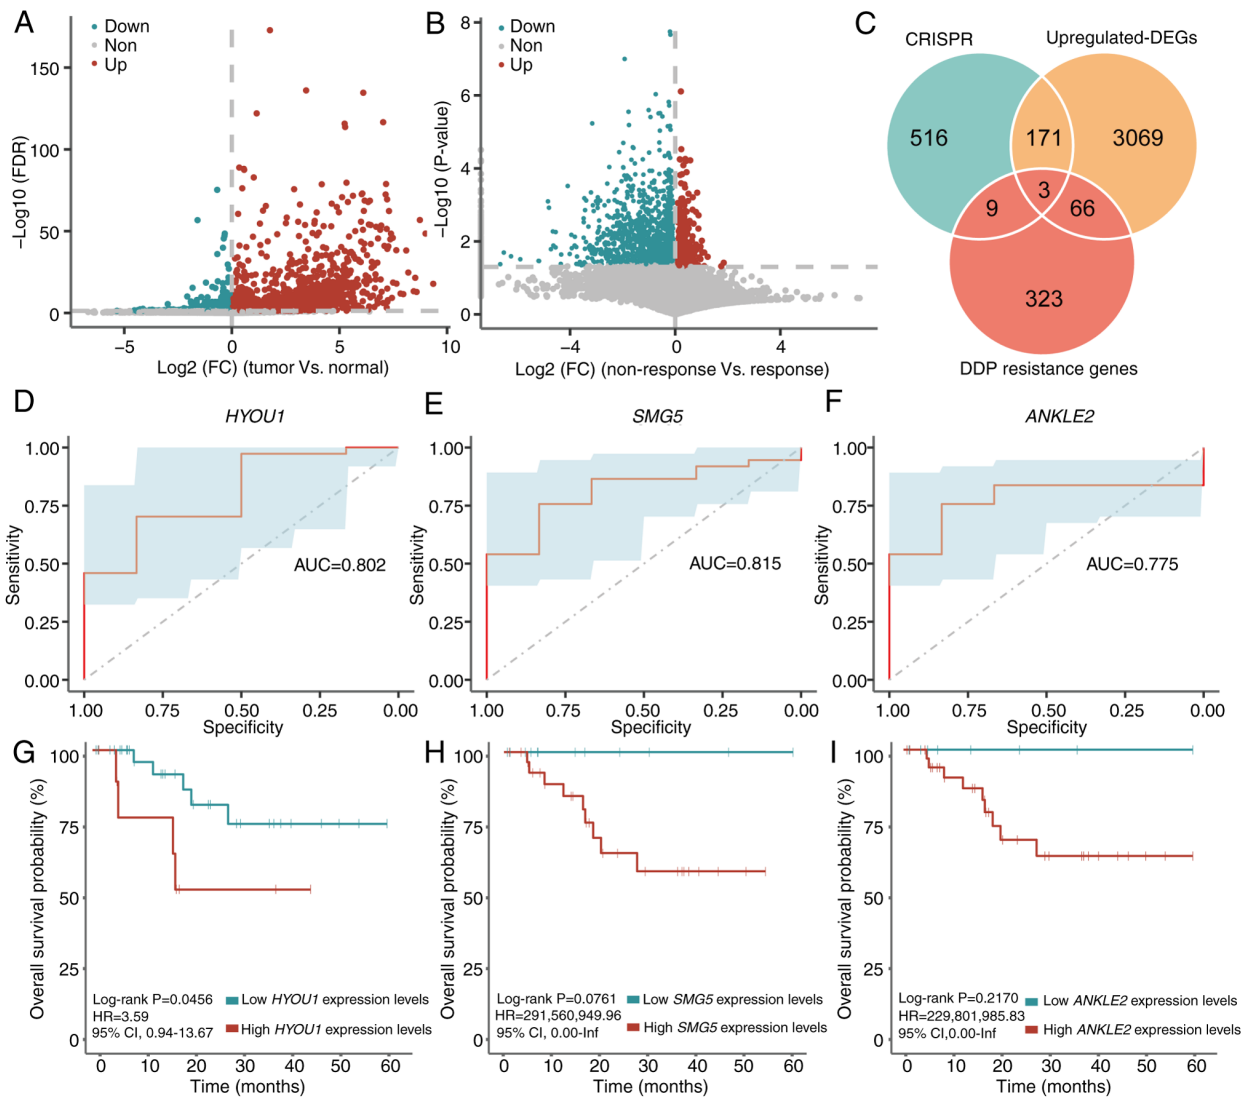 A
Down
Non
Up
−Log10 (FDR)
150
100
50
0
−5
0
5
10
Log2 (FC) (tumor Vs. normal)
B
Down
Non
Up
−Log10 (P-value)
8
6
4
2
0
−4
0
4
Log2 (FC) (non-response Vs. response)
C
CRISPR
Upregulated-DEGs
516
171
3069
3
9
66
323
DDP resistance genes
D
HYOU1
Sensitivity
1.00
0.75
0.50
0.25
0.00
AUC=0.802
1.00
0.75
0.50
0.25
0.00
Specificity
E
SMG5
Sensitivity
1.00
0.75
0.50
0.25
0.00
AUC=0.815
1.00
0.75
0.50
0.25
0.00
Specificity
F
ANKLE2
Sensitivity
1.00
0.75
0.50
0.25
0.00
AUC=0.775
1.00
0.75
0.50
0.25
0.00
Specificity
G
Overall survival probability (%)
100
75
50
25
0
Log-rank P=0.0456
HR=3.59
95% CI, 0.94-13.67
Low HYOU1 expression levels
High HYOU1 expression levels
0
10
20
30
40
50
60
Time (months)
H
Overall survival probability (%)
100
75
50
25
0
Log-rank P=0.0761
HR=291,560,949.96
95% CI, 0.00-Inf
Low SMG5 expression levels
High SMG5 expression levels
0
10
20
30
40
50
60
Time (months)
I
Overall survival probability (%)
100
75
50
25
0
Log-rank P=0.2170
HR=229,801,985.83
95% CI,0.00-Inf
Low ANKLE2 expression levels
High ANKLE2 expression levels
0
10
20
30
40
50
60
Time (months)